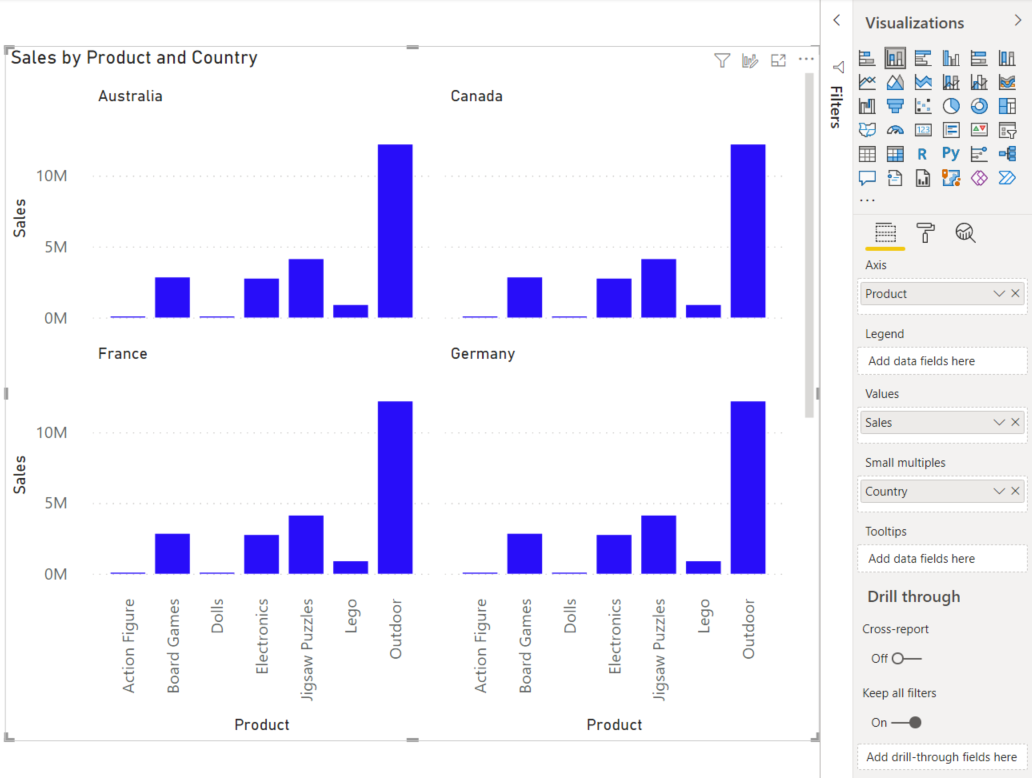 Sales by Product and Country
Australia
Canada
Sales
10M
5M
0M
France
Germany
Sales
10M
5M
0M
Action Figure
Board Games
Dolls
Electronics
Jigsaw Puzzles
Lego
Outdoor
Action Figure
Board Games
Dolls
Electronics
Jigsaw Puzzles
Lego
Outdoor
Product
Product
Filters
Visualizations
123
R
Py
Axis
Product
Legend
Add data fields here
Values
Sales
Small multiples
Country
Tooltips
Add data fields here
Drill through
Cross-report
Off
Keep all filters
On
Add drill-through fields here